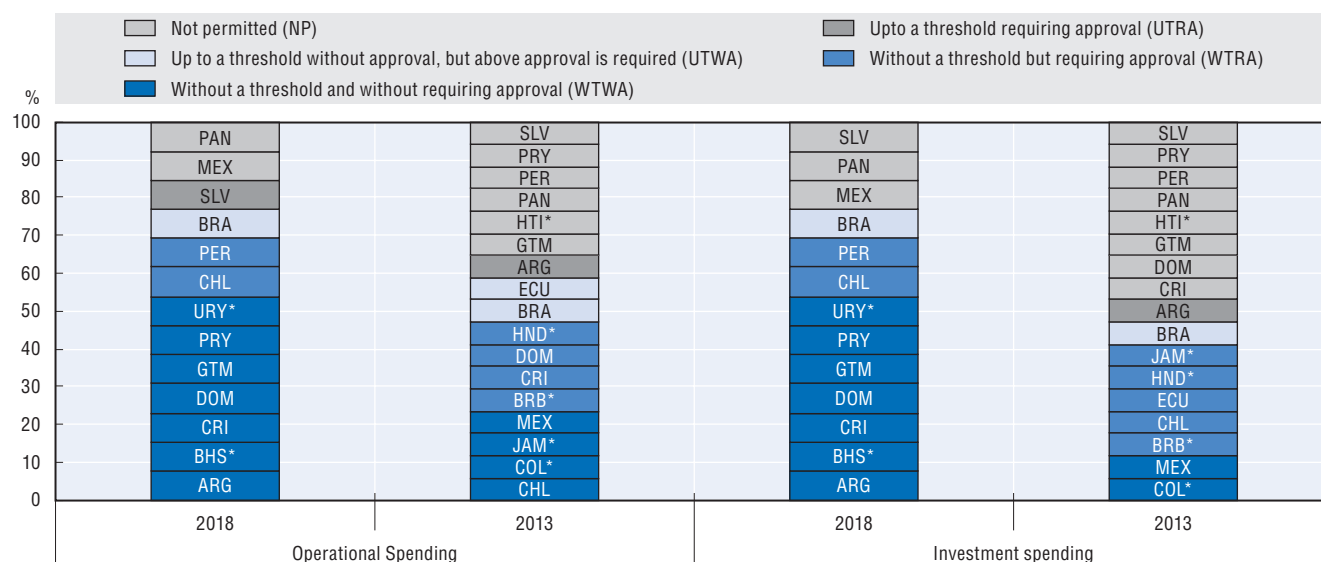 Not permitted (NP)
Upto a threshold requiring approval (UTRA)
Up to a threshold without approval, but above approval is required (UTWA)
Without a threshold but requiring approval (WTRA)
Without a threshold and without requiring approval (WTWA)
%
100
90
80
70
60
50
40
30
20
10
0
PAN
MEX
SLV
BRA
PER
CHL
URY*
PRY
GTM
DOM
CRI
BHS*
ARG
SLV
PRY
PER
PAN
HTI*
GTM
ARG
ECU
BRA
HND*
DOM
CRI
BRB*
MEX
JAM*
COL*
CHL
SLV
PAN
MEX
BRA
PER
CHL
URY*
PRY
GTM
DOM
CRI
BHS*
ARG
SLV
PRY
PER
PAN
HTI*
GTM
DOM
CRI
ARG
BRA
JAM*
HND*
ECU
CHL
BRB*
MEX
COL*
2018
2013
2018
2013
Operational Spending
Investment spending